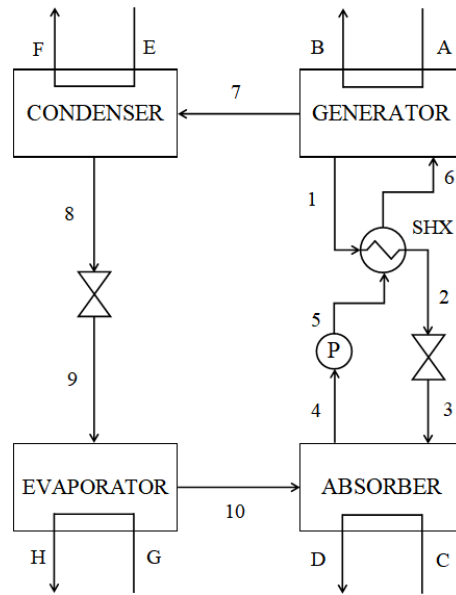 F E B A
CONDENSER 7 GENERATOR
6
1
8 SHX
2
5
P
9
4 3
EVAPORATOR ABSORBER
10
H G D C